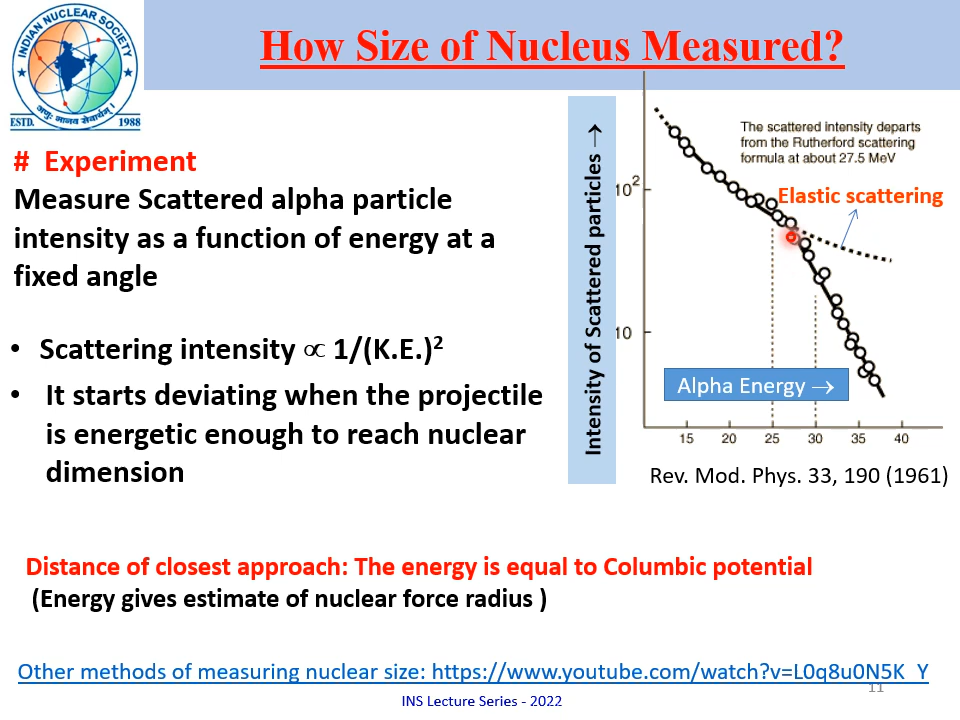 INDIAN NUCLEAR SOCIETY
अणुः मानव सेवार्थम्
ESTD. 1988
How Size of Nucleus Measured?
# Experiment
Measure Scattered alpha particle
intensity as a function of energy at a
fixed angle
• Scattering intensity ∝ 1/(K.E.)²
• It starts deviating when the projectile
is energetic enough to reach nuclear
dimension
Intensity of Scattered particles →
The scattered intensity departs
from the Rutherford scattering
formula at about 27.5 MeV
10²
Elastic scattering
10
Alpha Energy →
15 20 25 30 35 40
Rev. Mod. Phys. 33, 190 (1961)
Distance of closest approach: The energy is equal to Columbic potential
(Energy gives estimate of nuclear force radius )
Other methods of measuring nuclear size: https://www.youtube.com/watch?v=L0q8u0N5K_Y
11
INS Lecture Series - 2022